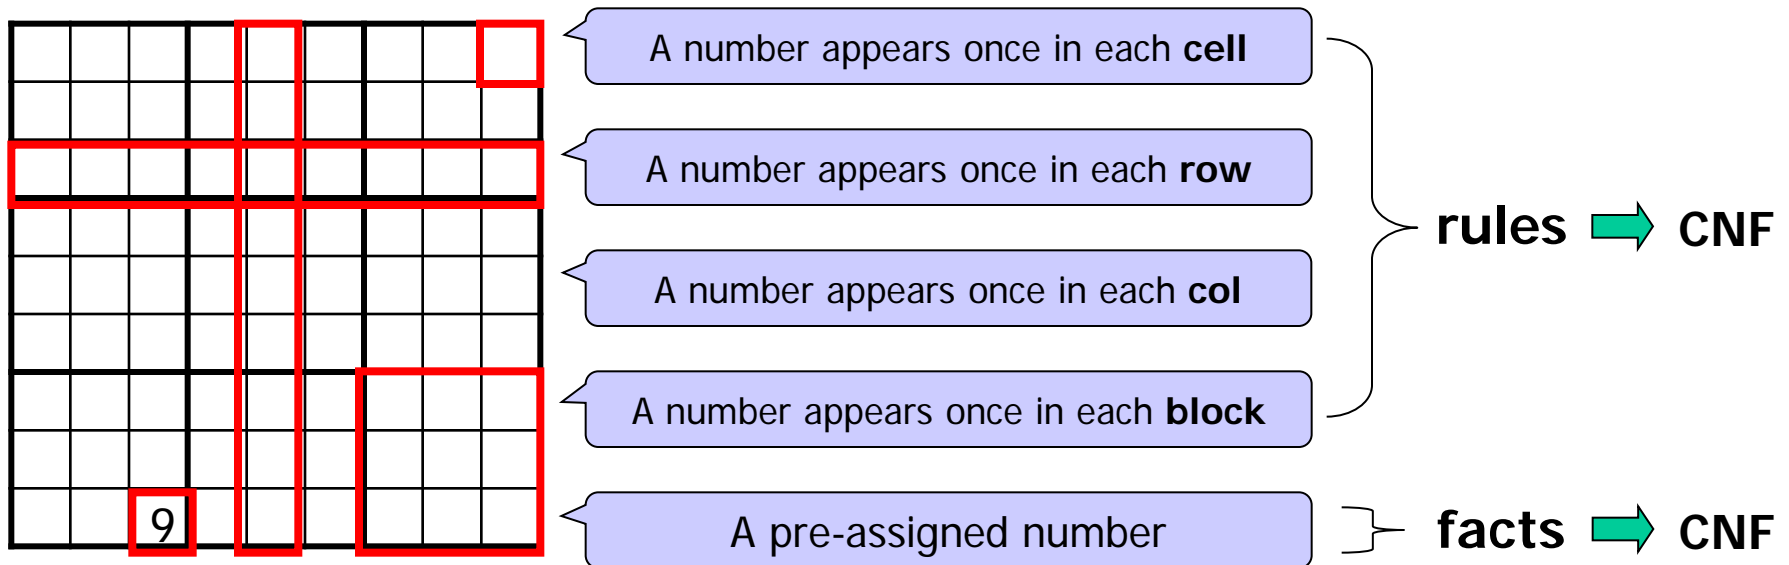 A number appears once in each cell
A number appears once in each row
A number appears once in each col
A number appears once in each block
rules
CNF
9
A pre-assigned number
facts
CNF